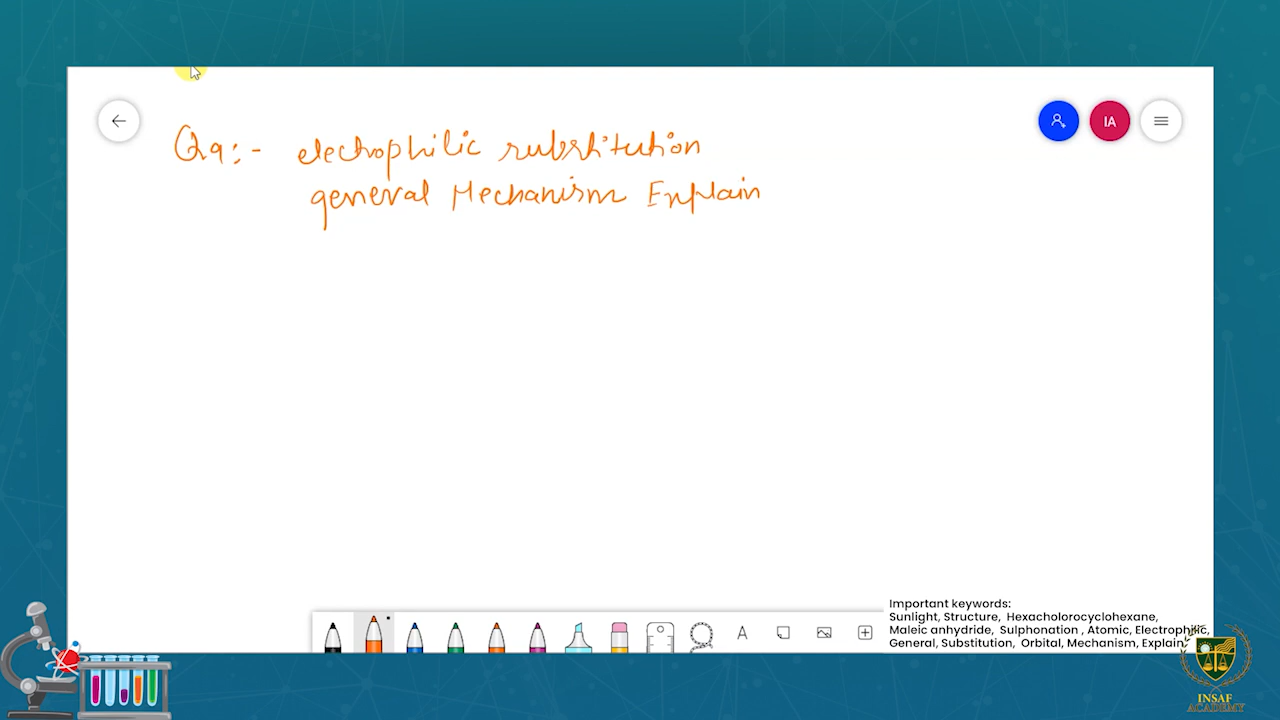 Q9:- electrophilic substitution
general Mechanism Explain
IA
A
Important keywords:
Sunlight, Structure, Hexacholorocyclohexane,
Maleic anhydride, Sulphonation , Atomic, Electrophilic,
General, Substitution, Orbital, Mechanism, Explain
INSAF
ACADEMY